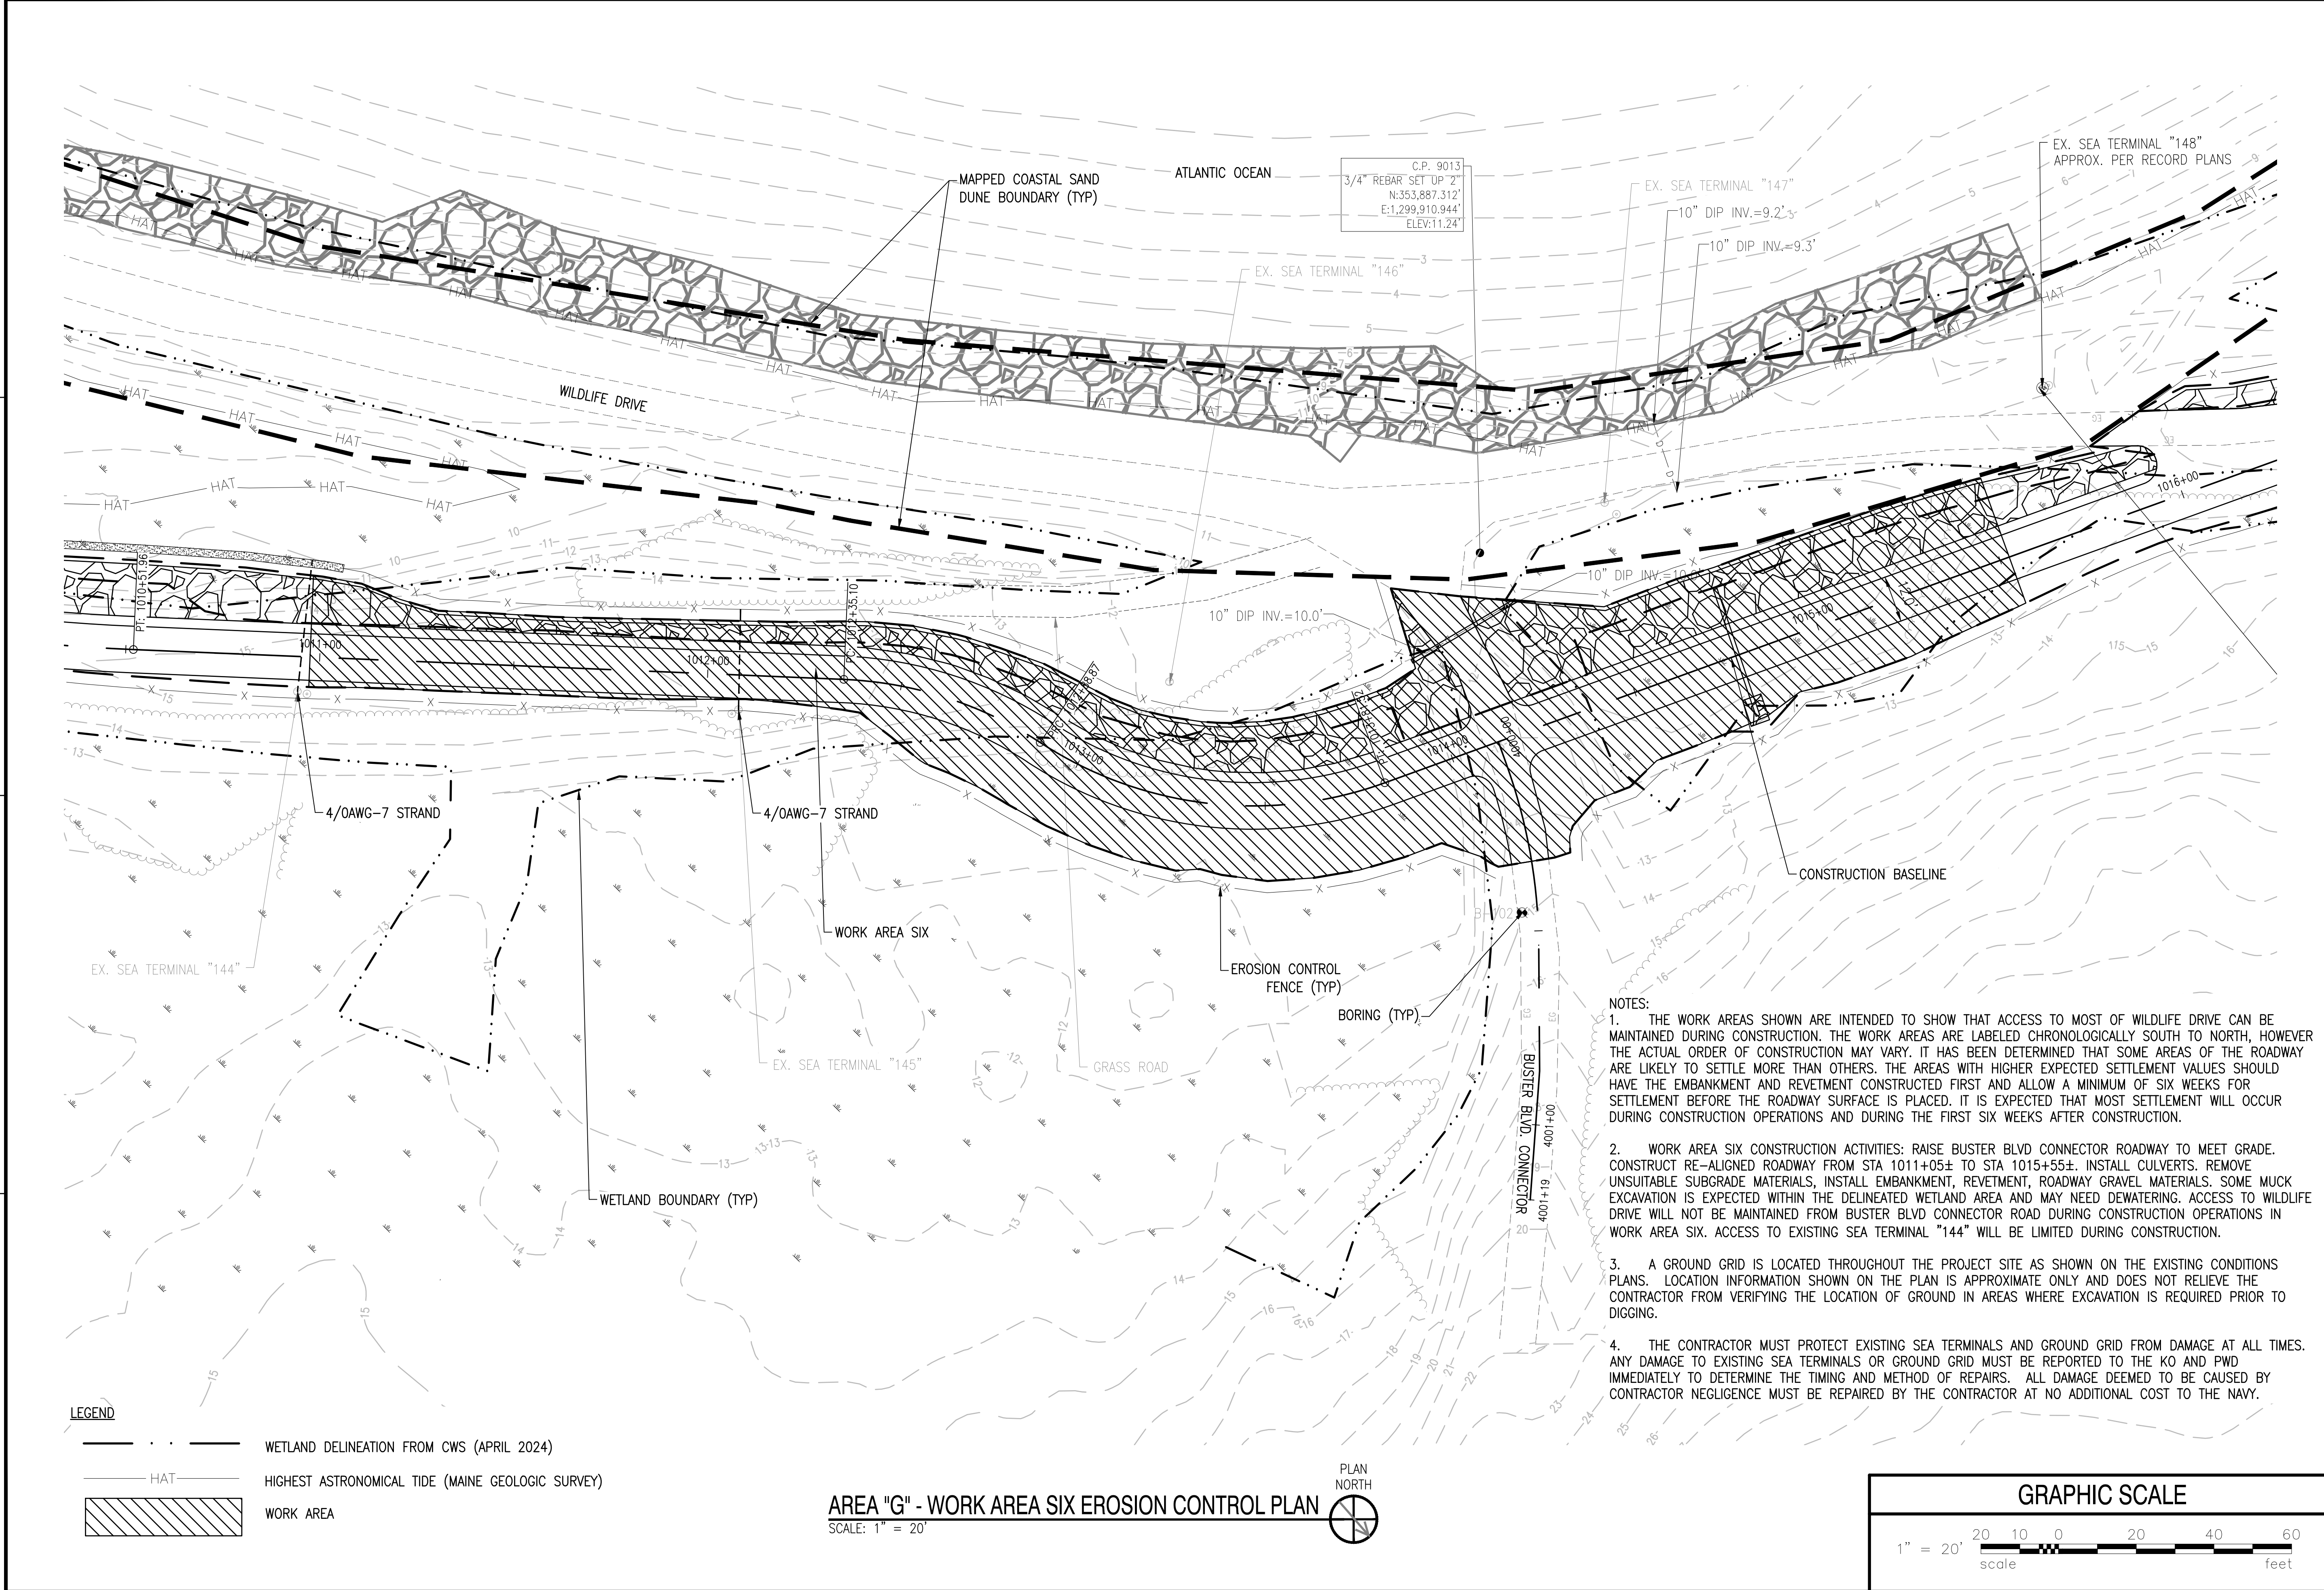 ATLANTIC OCEAN
MAPPED COASTAL SAND
DUNE BOUNDARY (TYP)
C.P. 9013
3/4" REBAR SET UP 2"
N:353,887.312'
E:1,299,910.944'
ELEV:11.24'
EX. SEA TERMINAL "148"
APPROX. PER RECORD PLANS
EX. SEA TERMINAL "147"
10" DIP INV.=9.2'
10" DIP INV.=9.3'
EX. SEA TERMINAL "146"
WILDLIFE DRIVE
HAT
HAT
HAT
HAT
PT: 1010+51.96
1011+00
1012+00
PC: 1012+35.10
1013+00
1014+00
4000+00
1015+00
1016+00
12.0'
10" DIP INV.=10.0'
4/0AWG-7 STRAND
4/0AWG-7 STRAND
WORK AREA SIX
CONSTRUCTION BASELINE
EX. SEA TERMINAL "144"
EROSION CONTROL
FENCE (TYP)
BORING (TYP)
EX. SEA TERMINAL "145"
GRASS ROAD
WETLAND BOUNDARY (TYP)
BUSTER BLVD. CONNECTOR
4001+00
4001+19
NOTES:
1. THE WORK AREAS SHOWN ARE INTENDED TO SHOW THAT ACCESS TO MOST OF WILDLIFE DRIVE CAN BE
MAINTAINED DURING CONSTRUCTION. THE WORK AREAS ARE LABELED CHRONOLOGICALLY SOUTH TO NORTH, HOWEVER
THE ACTUAL ORDER OF CONSTRUCTION MAY VARY. IT HAS BEEN DETERMINED THAT SOME AREAS OF THE ROADWAY
ARE LIKELY TO SETTLE MORE THAN OTHERS. THE AREAS WITH HIGHER EXPECTED SETTLEMENT VALUES SHOULD
HAVE THE EMBANKMENT AND REVETMENT CONSTRUCTED FIRST AND ALLOW A MINIMUM OF SIX WEEKS FOR
SETTLEMENT BEFORE THE ROADWAY SURFACE IS PLACED. IT IS EXPECTED THAT MOST SETTLEMENT WILL OCCUR
DURING CONSTRUCTION OPERATIONS AND DURING THE FIRST SIX WEEKS AFTER CONSTRUCTION.
2. WORK AREA SIX CONSTRUCTION ACTIVITIES: RAISE BUSTER BLVD CONNECTOR ROADWAY TO MEET GRADE.
CONSTRUCT RE-ALIGNED ROADWAY FROM STA 1011+05± TO STA 1015+55±. INSTALL CULVERTS. REMOVE
UNSUITABLE SUBGRADE MATERIALS, INSTALL EMBANKMENT, REVETMENT, ROADWAY GRAVEL MATERIALS. SOME MUCK
EXCAVATION IS EXPECTED WITHIN THE DELINEATED WETLAND AREA AND MAY NEED DEWATERING. ACCESS TO WILDLIFE
DRIVE WILL NOT BE MAINTAINED FROM BUSTER BLVD CONNECTOR ROAD DURING CONSTRUCTION OPERATIONS IN
WORK AREA SIX. ACCESS TO EXISTING SEA TERMINAL "144" WILL BE LIMITED DURING CONSTRUCTION.
3. A GROUND GRID IS LOCATED THROUGHOUT THE PROJECT SITE AS SHOWN ON THE EXISTING CONDITIONS
PLANS. LOCATION INFORMATION SHOWN ON THE PLAN IS APPROXIMATE ONLY AND DOES NOT RELIEVE THE
CONTRACTOR FROM VERIFYING THE LOCATION OF GROUND IN AREAS WHERE EXCAVATION IS REQUIRED PRIOR TO
DIGGING.
4. THE CONTRACTOR MUST PROTECT EXISTING SEA TERMINALS AND GROUND GRID FROM DAMAGE AT ALL TIMES.
ANY DAMAGE TO EXISTING SEA TERMINALS OR GROUND GRID MUST BE REPORTED TO THE KO AND PWD
IMMEDIATELY TO DETERMINE THE TIMING AND METHOD OF REPAIRS. ALL DAMAGE DEEMED TO BE CAUSED BY
CONTRACTOR NEGLIGENCE MUST BE REPAIRED BY THE CONTRACTOR AT NO ADDITIONAL COST TO THE NAVY.
LEGEND
WETLAND DELINEATION FROM CWS (APRIL 2024)
HAT
HIGHEST ASTRONOMICAL TIDE (MAINE GEOLOGIC SURVEY)
WORK AREA
AREA "G" - WORK AREA SIX EROSION CONTROL PLAN
SCALE: 1" = 20'
PLAN
NORTH
GRAPHIC SCALE
1" = 20'
20 10 0 20 40 60
scale feet